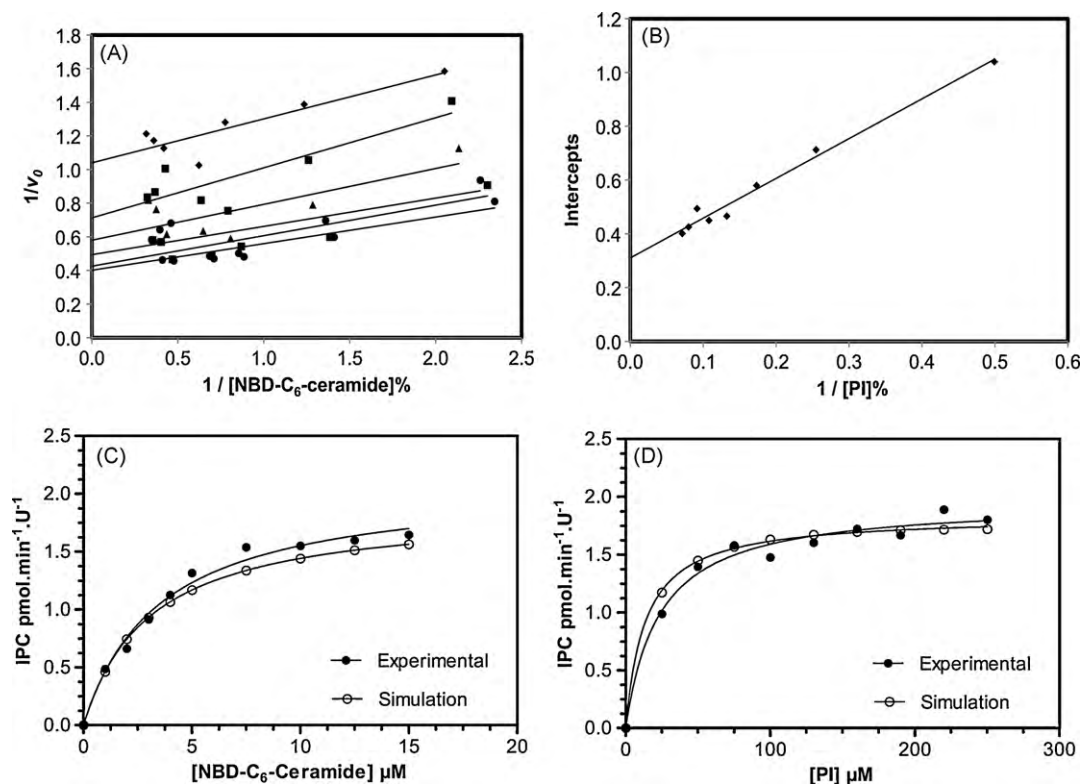 (A)
1.8
1.6
1.4
1.2
1.0
0.8
0.6
0.4
0.2
0.0
1/v₀
0.0 0.5 1.0 1.5 2.0 2.5
1 / [NBD-C₆-ceramide]%
(B)
1.2
1.0
0.8
0.6
0.4
0.2
0.0
Intercepts
0.0 0.1 0.2 0.3 0.4 0.5 0.6
1 / [PI]%
(C)
2.5
2.0
1.5
1.0
0.5
0.0
IPC pmol.min⁻¹.U⁻¹
Experimental
Simulation
0 5 10 15 20
[NBD-C₆-Ceramide] µM
(D)
2.5
2.0
1.5
1.0
0.5
0.0
IPC pmol.min⁻¹.U⁻¹
Experimental
Simulation
0 100 200 300
[PI] µM